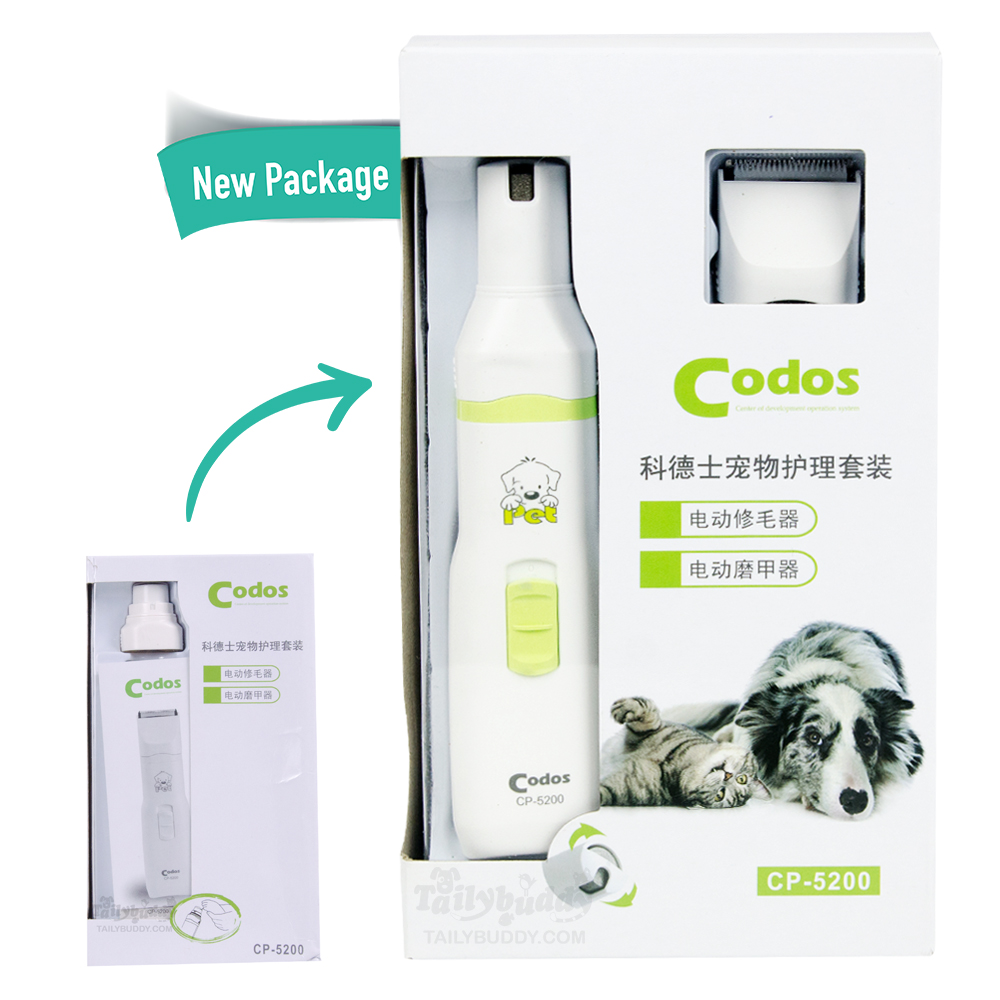 New Package
Codos
Center of development operation system
科德士宠物护理套装
电动修毛器
电动磨甲器
Pet
Codos
CP-5200
CP-5200
Tailybuddy
TAILYBUDDY.COM
Codos
科德士宠物护理套装
电动修毛器
电动磨甲器
Codos
Codos
Tailybuddy
TAILYBUDDY.COM
CP-5200